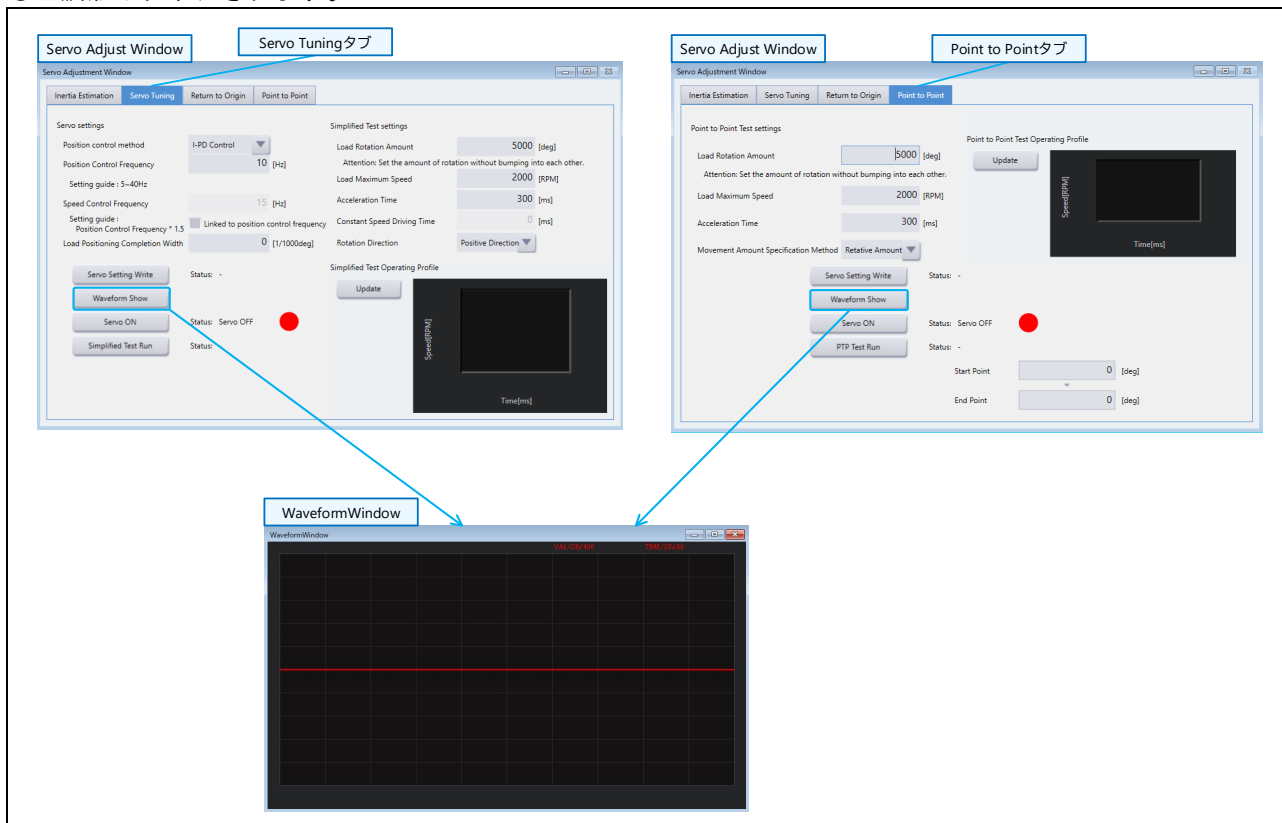 Servo Adjust Window
Servo Tuningタブ
Servo Adjustment Window
Inertia Estimation
Servo Tuning
Return to Origin
Point to Point
Servo settings
Position control method
I-PD Control
Position Control Frequency
10 [Hz]
Setting guide : 5~40Hz
Speed Control Frequency
15 [Hz]
Setting guide :
Position Control Frequency * 1.5
Linked to position control frequency
Load Positioning Completion Width
0 [1/1000deg]
Servo Setting Write
Status: -
Waveform Show
Servo ON
Status: Servo OFF
Simplified Test Run
Status:
Simplified Test settings
Load Rotation Amount
5000 [deg]
Attention: Set the amount of rotation without bumping into each other.
Load Maximum Speed
2000 [RPM]
Acceleration Time
300 [ms]
Constant Speed Driving Time
0 [ms]
Rotation Direction
Positive Direction
Simplified Test Operating Profile
Update
Speed[RPM]
Time[ms]
Servo Adjust Window
Point to Pointタブ
Servo Adjustment Window
Inertia Estimation
Servo Tuning
Return to Origin
Point to Point
Point to Point Test settings
Load Rotation Amount
5000 [deg]
Attention: Set the amount of rotation without bumping into each other.
Load Maximum Speed
2000 [RPM]
Acceleration Time
300 [ms]
Movement Amount Specification Method
Retative Amount
Point to Point Test Operating Profile
Update
Speed[RPM]
Time[ms]
Servo Setting Write
Status: -
Waveform Show
Servo ON
Status: Servo OFF
PTP Test Run
Status: -
Start Point
0 [deg]
End Point
0 [deg]
WaveformWindow
WaveformWindow
VAL/DIV:400